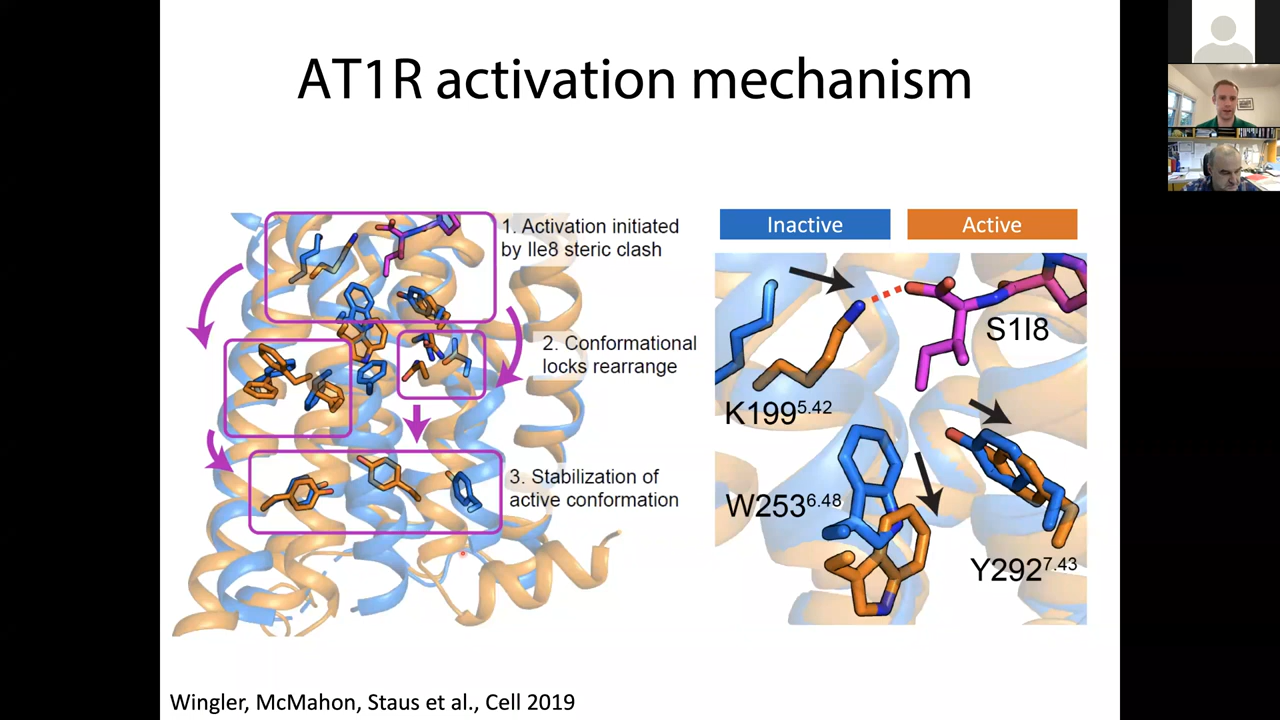 AT1R activation mechanism
1. Activation initiated
by Ile8 steric clash
2. Conformational
locks rearrange
3. Stabilization of
active conformation
Inactive
Active
S1I8
K199^5.42
W253^6.48
Y292^7.43
Wingler, McMahon, Staus et al., Cell 2019